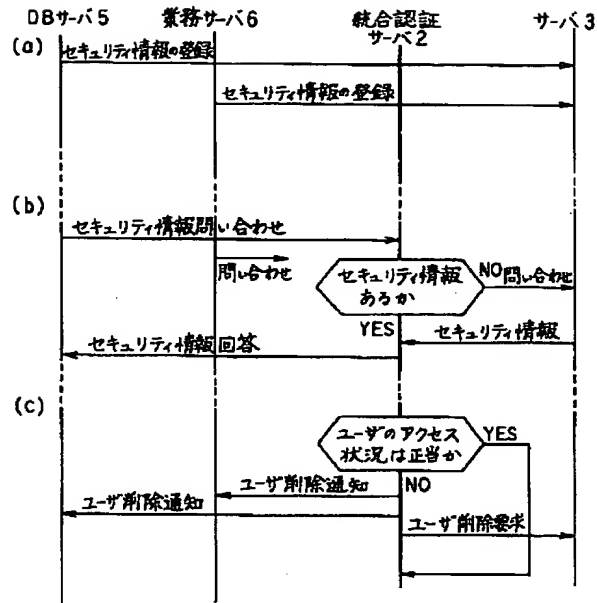 DBサーバ5 業務サーバ6 統合認証 サーバ3
サーバ2
(a)
セキュリティ情報の登録
セキュリティ情報の登録
(b)
セキュリティ情報問い合わせ
問い合わせ
セキュリティ情報
あるか
NO 問い合わせ
YES
セキュリティ情報
セキュリティ情報回答
(c)
ユーザのアクセス
状況は正当か
YES
NO
ユーザ削除通知
ユーザ削除通知
ユーザ削除要求